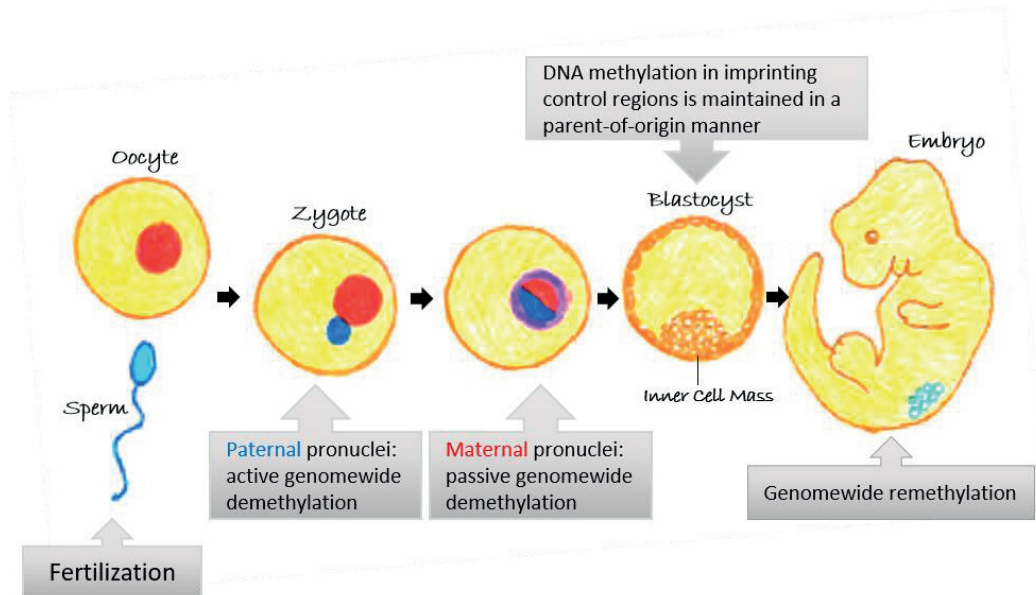 DNA methylation in imprinting
control regions is maintained in a
parent-of-origin manner
Oocyte
Zygote
Blastocyst
Embryo
Sperm
Inner Cell Mass
Paternal pronuclei:
active genomewide
demethylation
Maternal pronuclei:
passive genomewide
demethylation
Genomewide remethylation
Fertilization